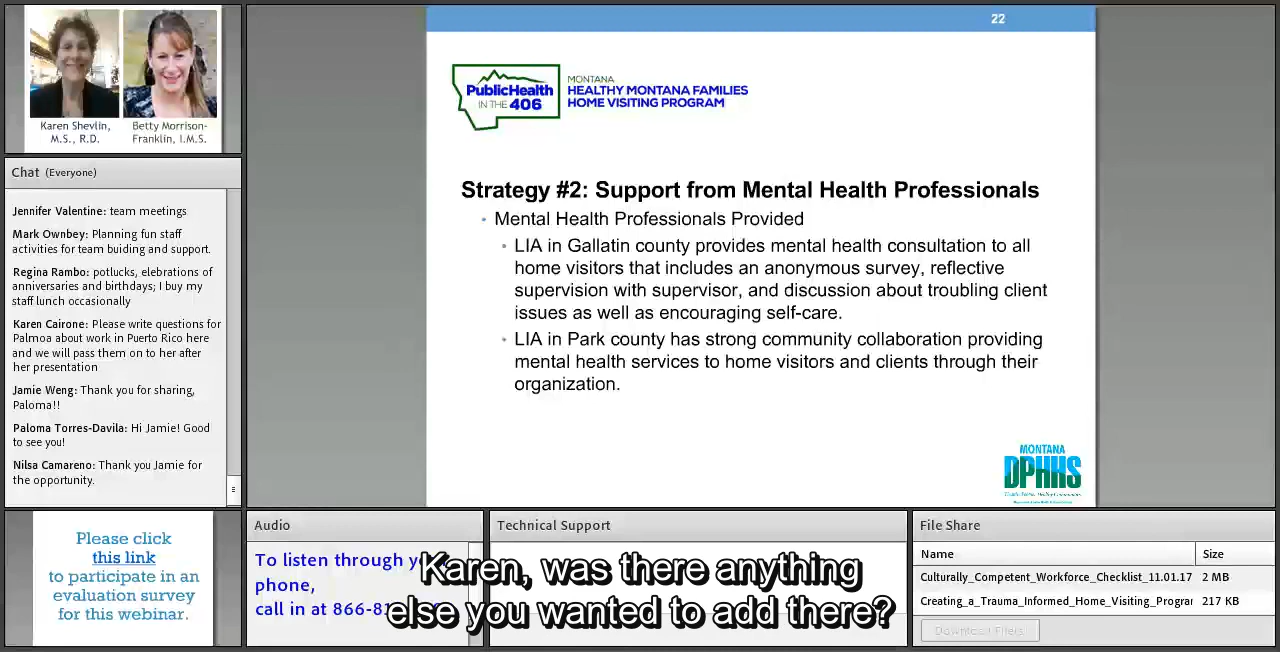 Karen Shevlin,
M.S., R.D.
Betty Morrison-
Franklin, I.M.S.
Chat (Everyone)
Jennifer Valentine: team meetings
Mark Ownbey: Planning fun staff
activities for team buiding and support.
Regina Rambo: potlucks, elebrations of
anniversaries and birthdays; I buy my
staff lunch occasionally
Karen Cairone: Please write questions for
Palmoa about work in Puerto Rico here
and we will pass them on to her after
her presentation
Jamie Weng: Thank you for sharing,
Paloma!!
Paloma Torres-Davila: Hi Jamie! Good
to see you!
Nilsa Camareno: Thank you Jamie for
the opportunity.
Please click
this link
to participate in an
evaluation survey
for this webinar.
22
PublicHealth
IN THE 406
MONTANA
HEALTHY MONTANA FAMILIES
HOME VISITING PROGRAM
Strategy #2: Support from Mental Health Professionals
• Mental Health Professionals Provided
• LIA in Gallatin county provides mental health consultation to all
home visitors that includes an anonymous survey, reflective
supervision with supervisor, and discussion about troubling client
issues as well as encouraging self-care.
• LIA in Park county has strong community collaboration providing
mental health services to home visitors and clients through their
organization.
MONTANA
DPHHS
Audio
To listen through
phone,
call in at 866-
Technical Support
Karen, was there anything
else you wanted to add there?
File Share
Name
Size
Culturally_Competent_Workforce_Checklist_11.01.17
2 MB
Creating_a_Trauma_Informed_Home_Visiting_Prograr
217 KB
Download File(s)